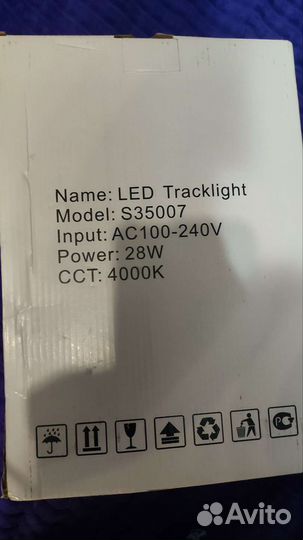 Name: LED Tracklight
Model: S35007
Input: AC100-240V
Power: 28W
CCT: 4000K
Avito